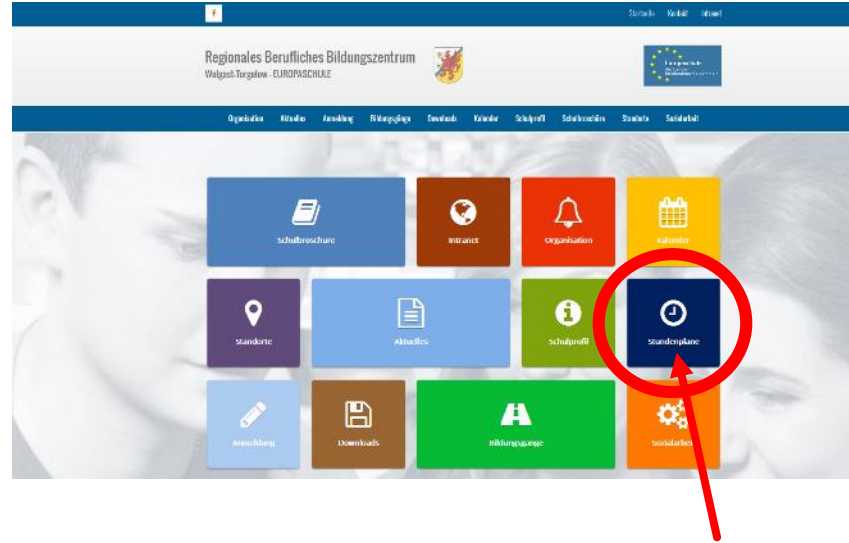 f
Startseite Kontakt Intranet
Regionales Berufliches Bildungszentrum
Wolgast-Torgelow - EUROPASCHULE
Europaschule
Organisation Aktuelles Anmeldung Bildungsgänge Downloads Kalender Schulprofil Schulbroschüre Standorte Sozialarbeit
Schulbroschüre
Intranet
Organisation
Kalender
Standorte
Aktuelles
Schulprofil
Stundenpläne
Anmeldung
Downloads
Bildungsgänge
Sozialarbeit